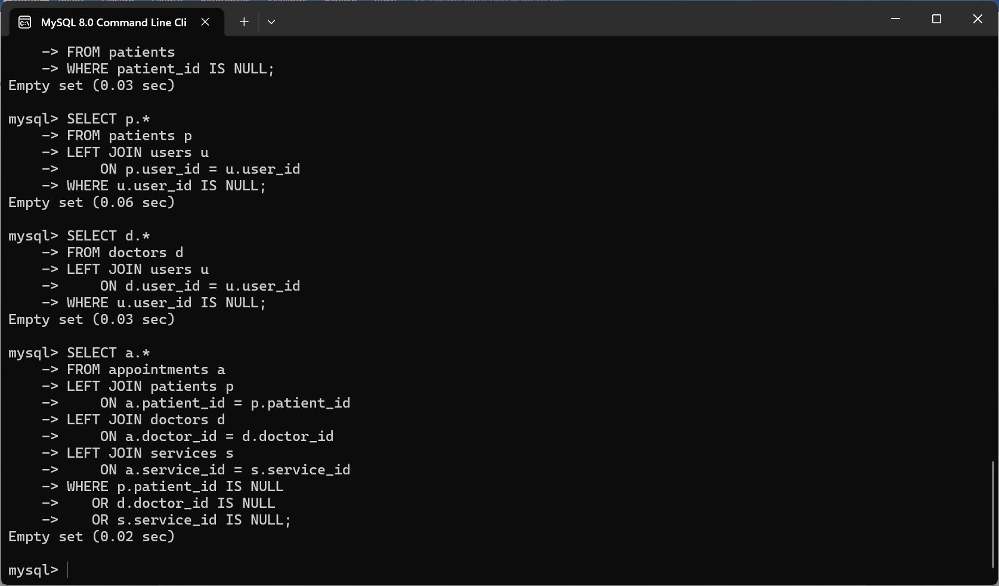 MySQL 8.0 Command Line Cli
    -> FROM patients
    -> WHERE patient_id IS NULL;
Empty set (0.03 sec)

mysql> SELECT p.*
    -> FROM patients p
    -> LEFT JOIN users u
    ->     ON p.user_id = u.user_id
    -> WHERE u.user_id IS NULL;
Empty set (0.06 sec)

mysql> SELECT d.*
    -> FROM doctors d
    -> LEFT JOIN users u
    ->     ON d.user_id = u.user_id
    -> WHERE u.user_id IS NULL;
Empty set (0.03 sec)

mysql> SELECT a.*
    -> FROM appointments a
    -> LEFT JOIN patients p
    ->     ON a.patient_id = p.patient_id
    -> LEFT JOIN doctors d
    ->     ON a.doctor_id = d.doctor_id
    -> LEFT JOIN services s
    ->     ON a.service_id = s.service_id
    -> WHERE p.patient_id IS NULL
    ->    OR d.doctor_id IS NULL
    ->    OR s.service_id IS NULL;
Empty set (0.02 sec)

mysql>